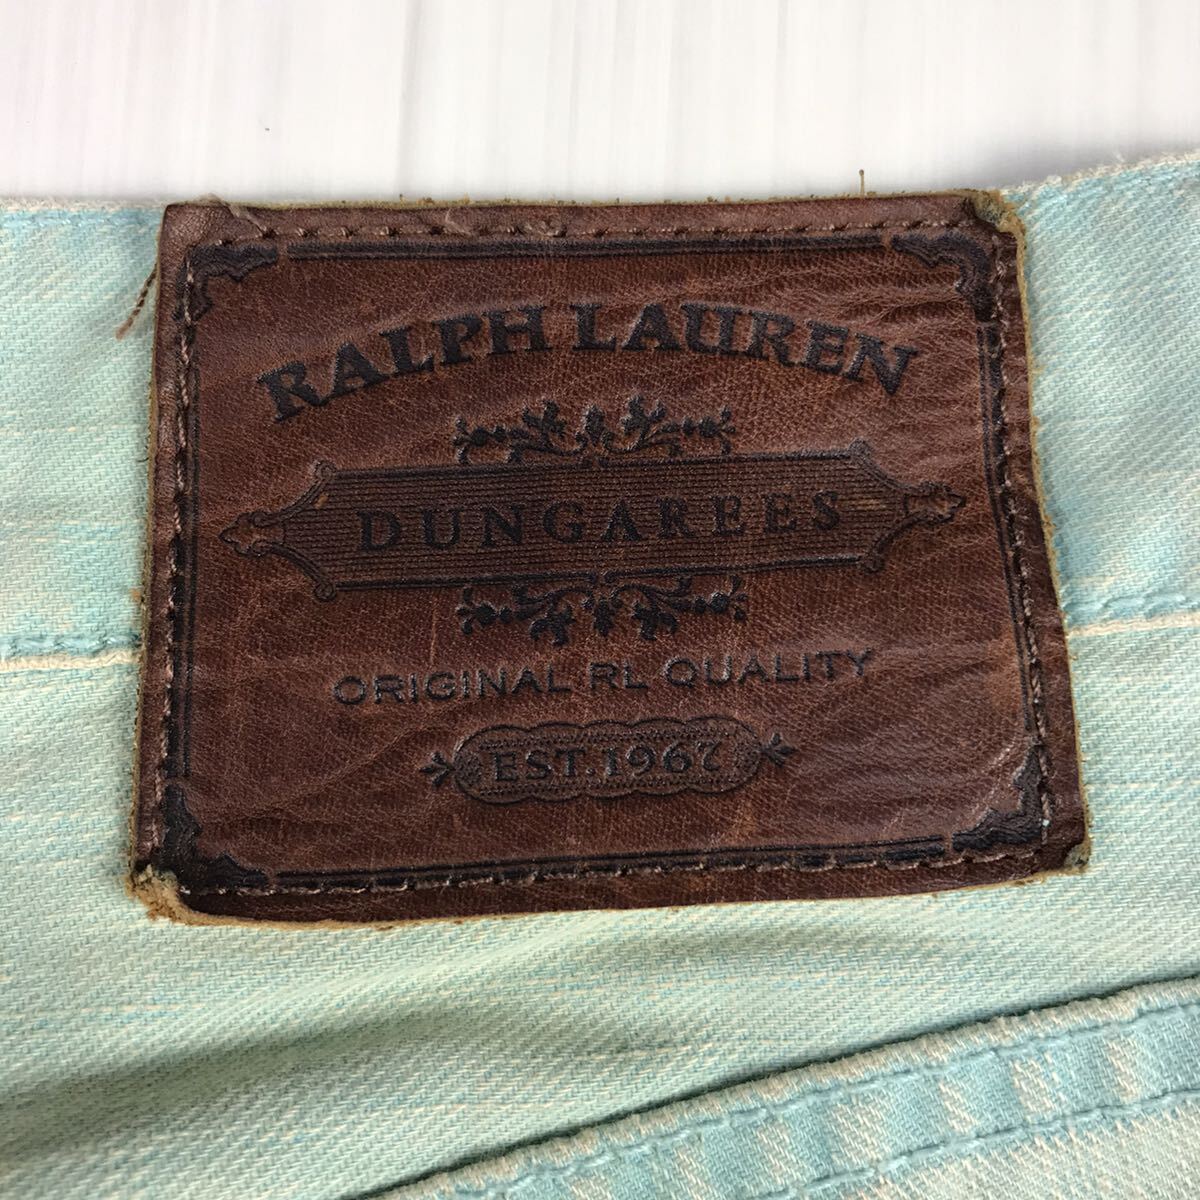 RALPH LAUREN
DUNGAREES
ORIGINAL RL QUALITY
EST.1967